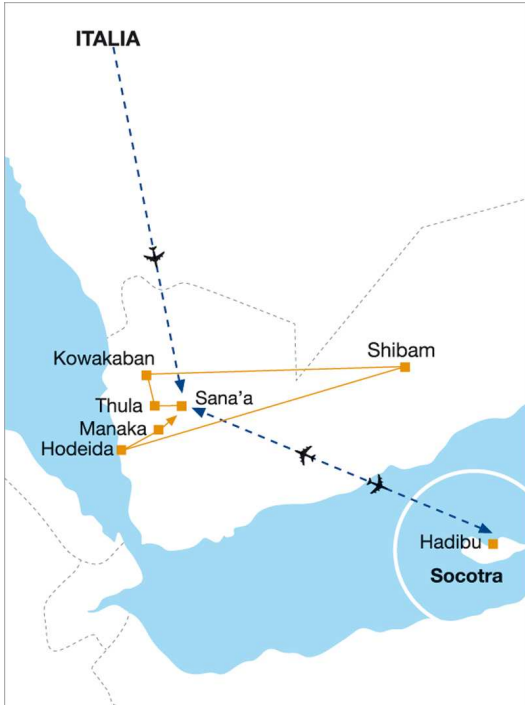 ITALIA
Shibam
Kowakaban
Sana'a
Thula
Manaka
Hodeida
Hadibu
Socotra